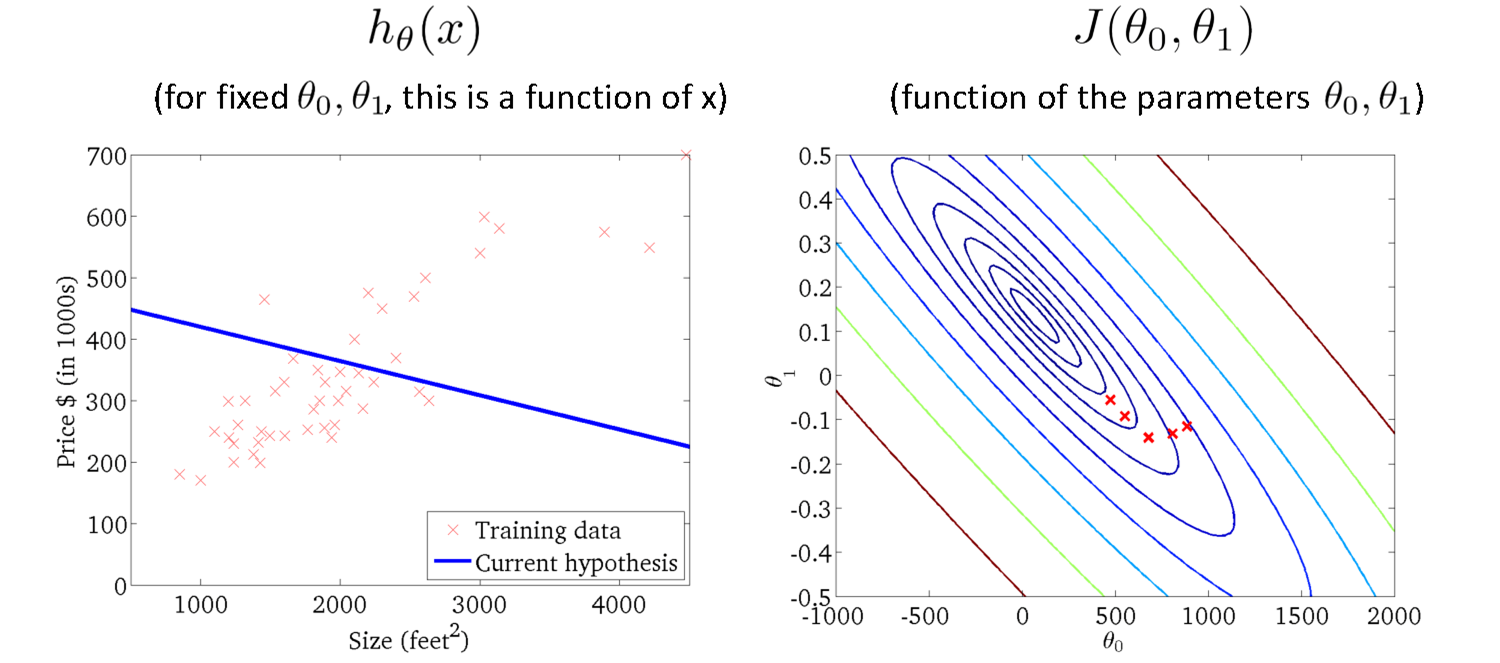 hθ(x)
(for fixed θ0, θ1, this is a function of x)
700
600
500
400
300
200
100
0
Price $ (in 1000s)
1000 2000 3000 4000
Size (feet2)
Training data
Current hypothesis
J(θ0, θ1)
(function of the parameters θ0, θ1)
0.5
0.4
0.3
0.2
0.1
0
-0.1
-0.2
-0.3
-0.4
-0.5
θ1
-1000 -500 0 500 1000 1500 2000
θ0